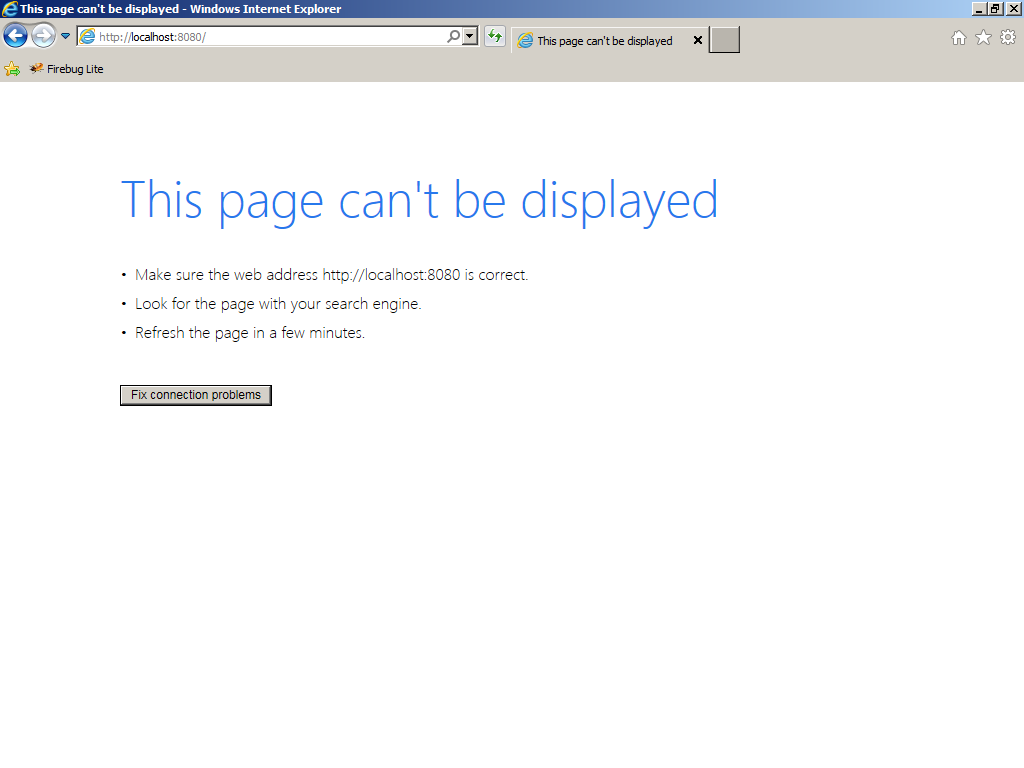 This page can't be displayed - Windows Internet Explorer
http://localhost:8080/
This page can't be displayed
Firebug Lite
This page can't be displayed
• Make sure the web address http://localhost:8080 is correct.
• Look for the page with your search engine.
• Refresh the page in a few minutes.
Fix connection problems